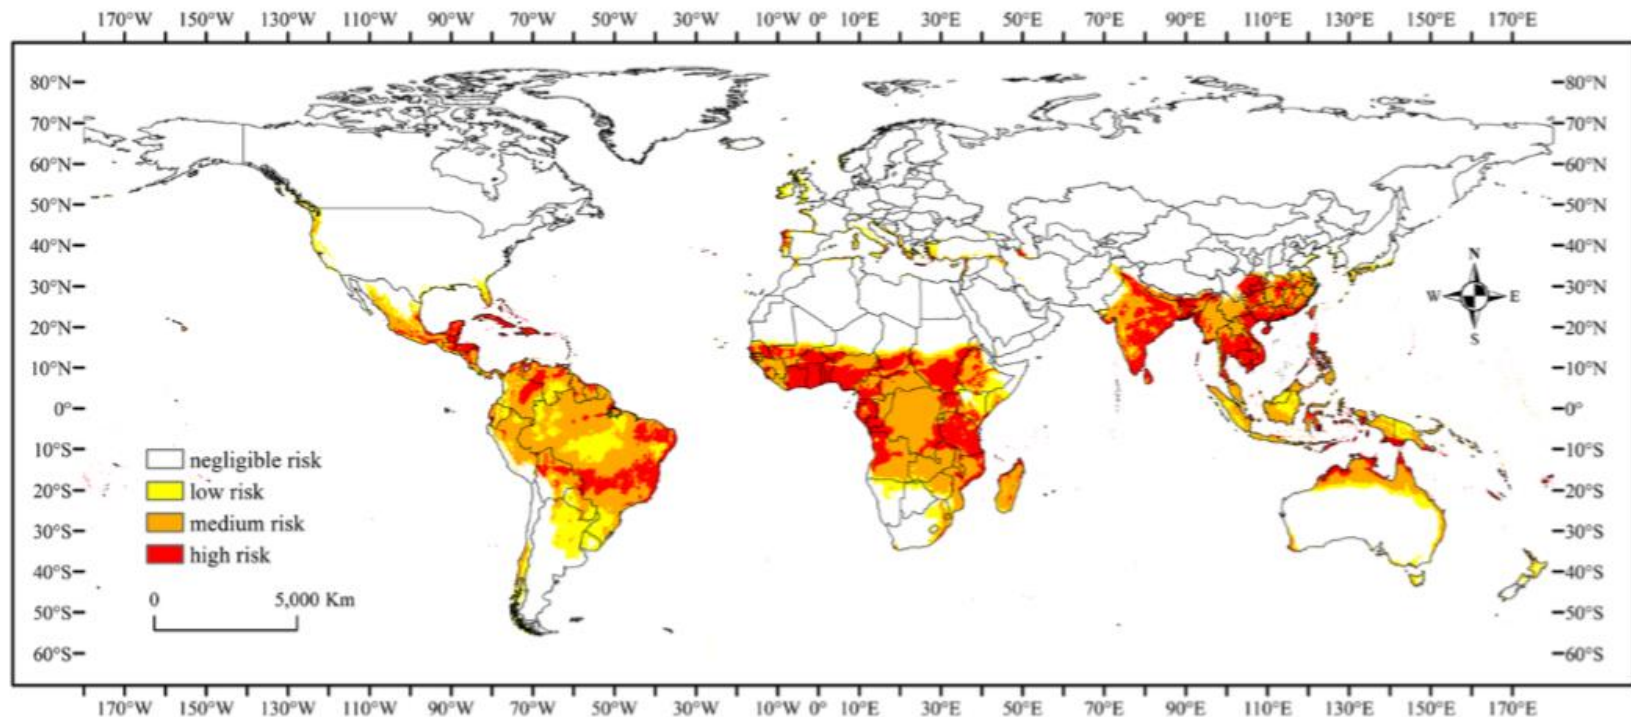 170°W 150°W 130°W 110°W 90°W 70°W 50°W 30°W 10°W 0° 10°E 30°E 50°E 70°E 90°E 110°E 130°E 150°E 170°E
80°N 80°N
70°N 70°N
60°N 60°N
50°N 50°N
40°N 40°N
30°N 30°N
20°N 20°N
10°N 10°N
0° 0°
10°S 10°S
20°S 20°S
30°S 30°S
40°S 40°S
50°S 50°S
60°S 60°S
N
W E
S
negligible risk
low risk
medium risk
high risk
0 5,000 Km
170°W 150°W 130°W 110°W 90°W 70°W 50°W 30°W 10°W 0° 10°E 30°E 50°E 70°E 90°E 110°E 130°E 150°E 170°E